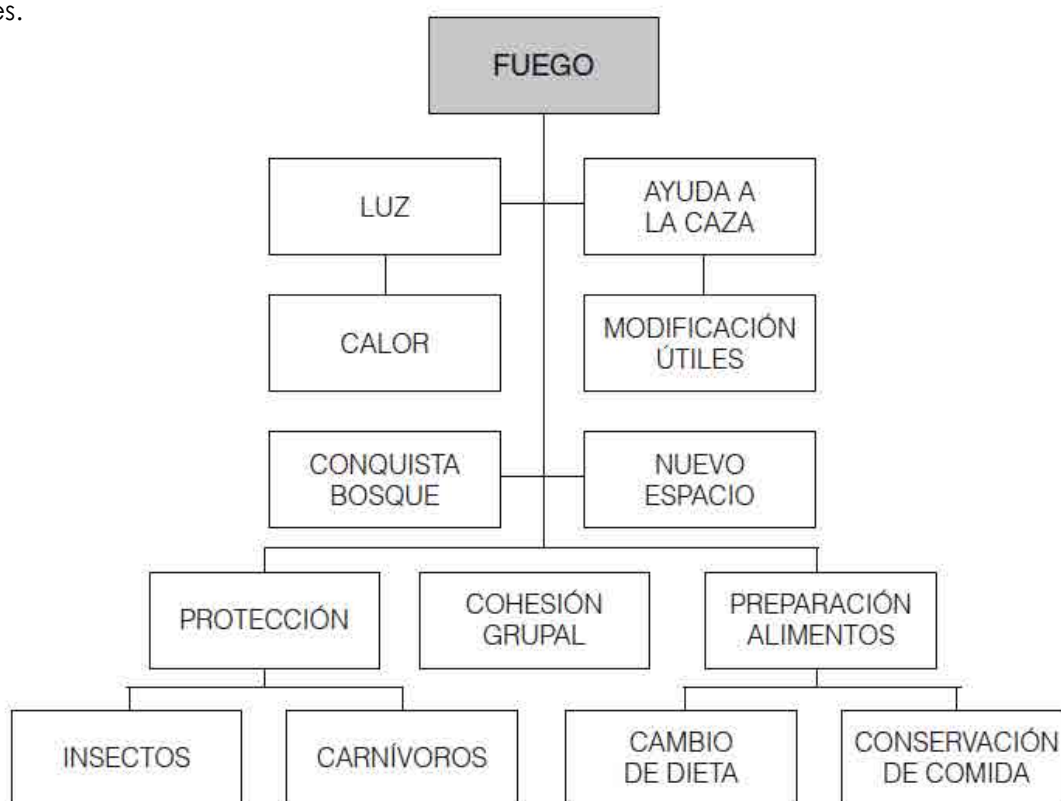 es.
FUEGO
LUZ
AYUDA A
LA CAZA
CALOR
MODIFICACIÓN
ÚTILES
CONQUISTA
BOSQUE
NUEVO
ESPACIO
PROTECCIÓN
COHESIÓN
GRUPAL
PREPARACIÓN
ALIMENTOS
INSECTOS
CARNÍVOROS
CAMBIO
DE DIETA
CONSERVACIÓN
DE COMIDA